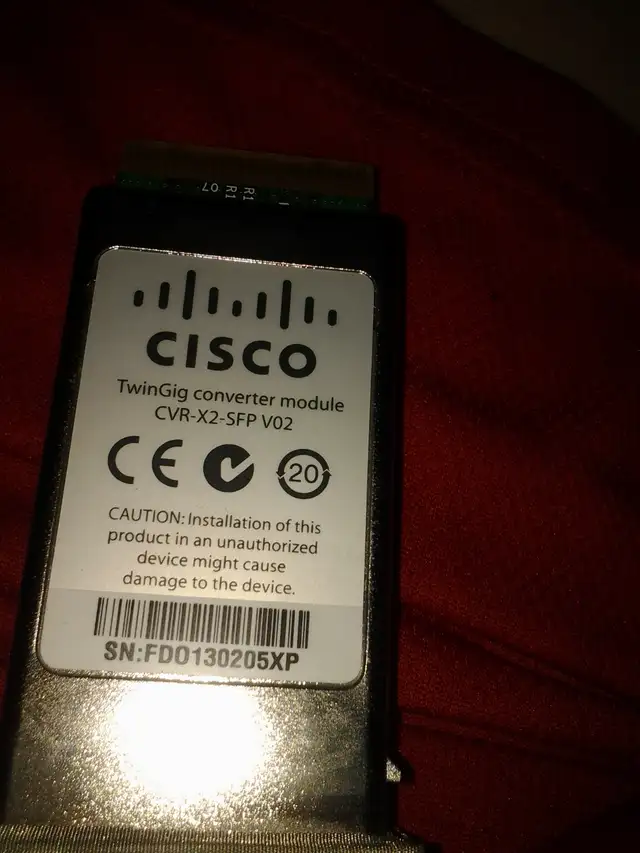 CISCO
TwinGig converter module
CVR-X2-SFP V02
CE 20
CAUTION: Installation of this
product in an unauthorized
device might cause
damage to the device.
SN:FDO130205XP